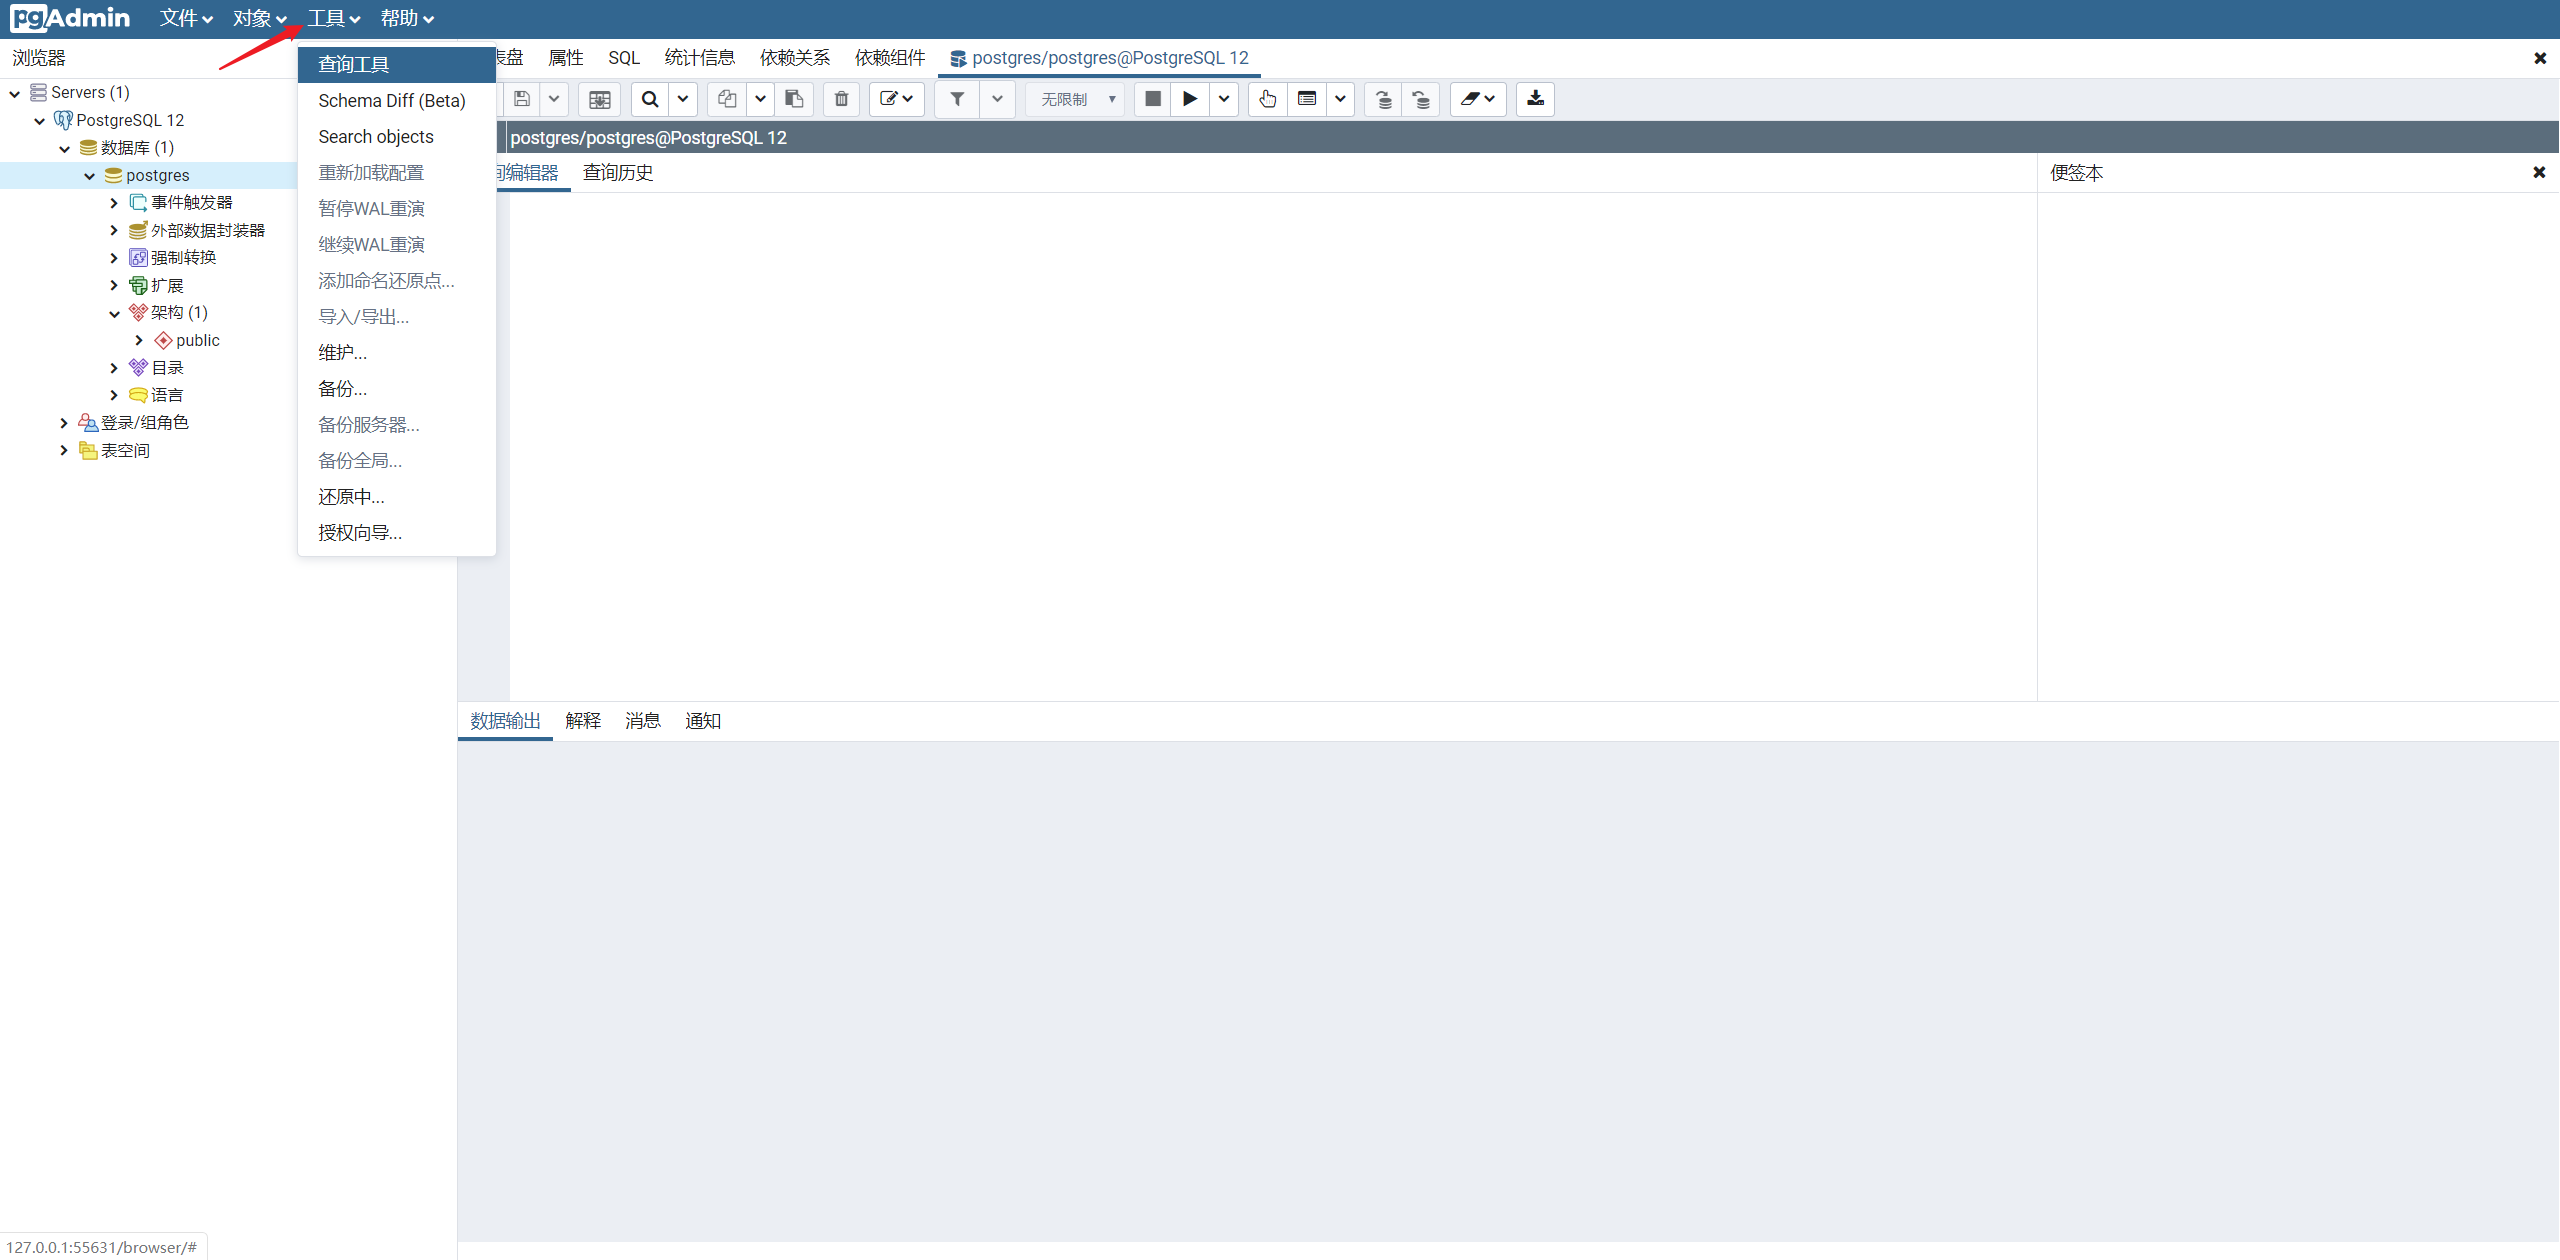 pgAdmin 文件 对象 工具 帮助
浏览器
Servers (1)
PostgreSQL 12
数据库 (1)
postgres
事件触发器
外部数据封装器
强制转换
扩展
架构 (1)
public
目录
语言
登录/组角色
表空间
查询工具
Schema Diff (Beta)
Search objects
重新加载配置
暂停WAL重演
继续WAL重演
添加命名还原点...
导入/导出...
维护...
备份...
备份服务器...
备份全局...
还原中...
授权向导...
表盘 属性 SQL 统计信息 依赖关系 依赖组件 postgres/postgres@PostgreSQL 12
无限制
postgres/postgres@PostgreSQL 12
询编辑器 查询历史
便签本
数据输出 解释 消息 通知
127.0.0.1:55631/browser/#